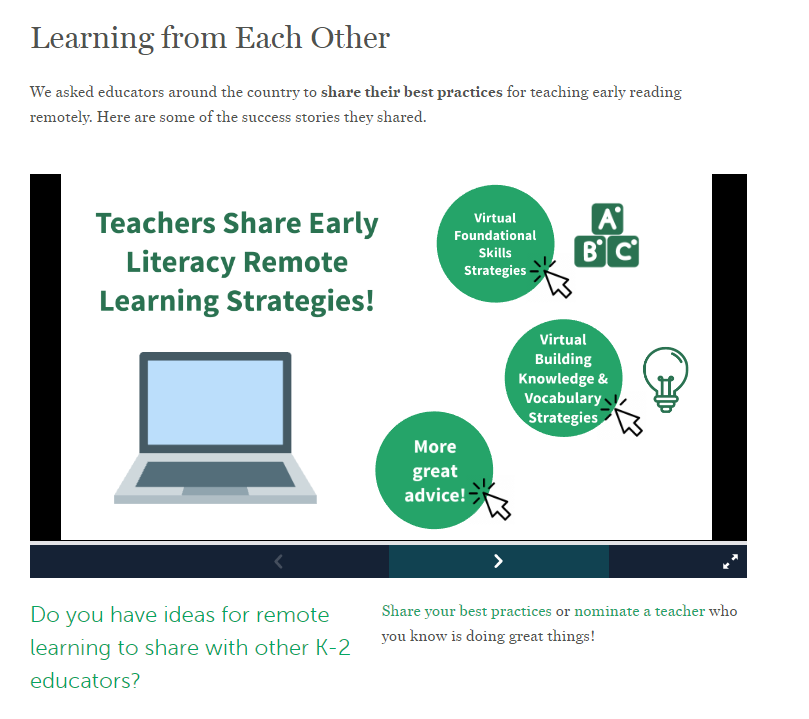 Learning from Each Other
We asked educators around the country to share their best practices for teaching early reading
remotely. Here are some of the success stories they shared.
Teachers Share Early
Literacy Remote
Learning Strategies!
Virtual
Foundational
Skills
Strategies
A
B C
Virtual
Building
Knowledge &
Vocabulary
Strategies
More
great
advice!
Do you have ideas for remote
learning to share with other K-2
educators?
Share your best practices or nominate a teacher who
you know is doing great things!